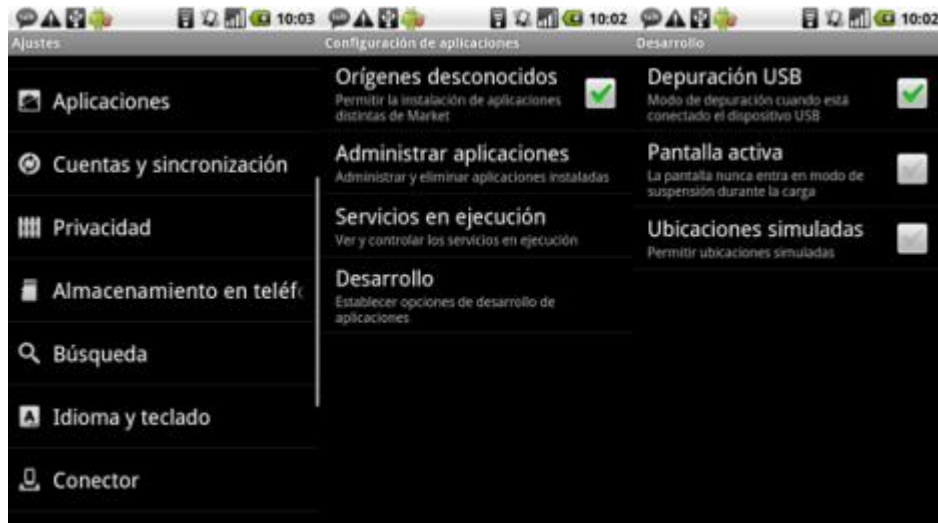 10:03
Ajustes
Aplicaciones
Cuentas y sincronización
Privacidad
Almacenamiento en teléf
Búsqueda
Idioma y teclado
Conector
10:02
Configuración de aplicaciones
Orígenes desconocidos
Permitir la instalación de aplicaciones
distintas de Market
Administrar aplicaciones
Administrar y eliminar aplicaciones instaladas
Servicios en ejecución
Ver y controlar los servicios en ejecución
Desarrollo
Establecer opciones de desarrollo de
aplicaciones
10:02
Desarrollo
Depuración USB
Modo de depuración cuando está
conectado el dispositivo USB
Pantalla activa
La pantalla nunca entra en modo de
suspensión durante la carga
Ubicaciones simuladas
Permitir ubicaciones simuladas